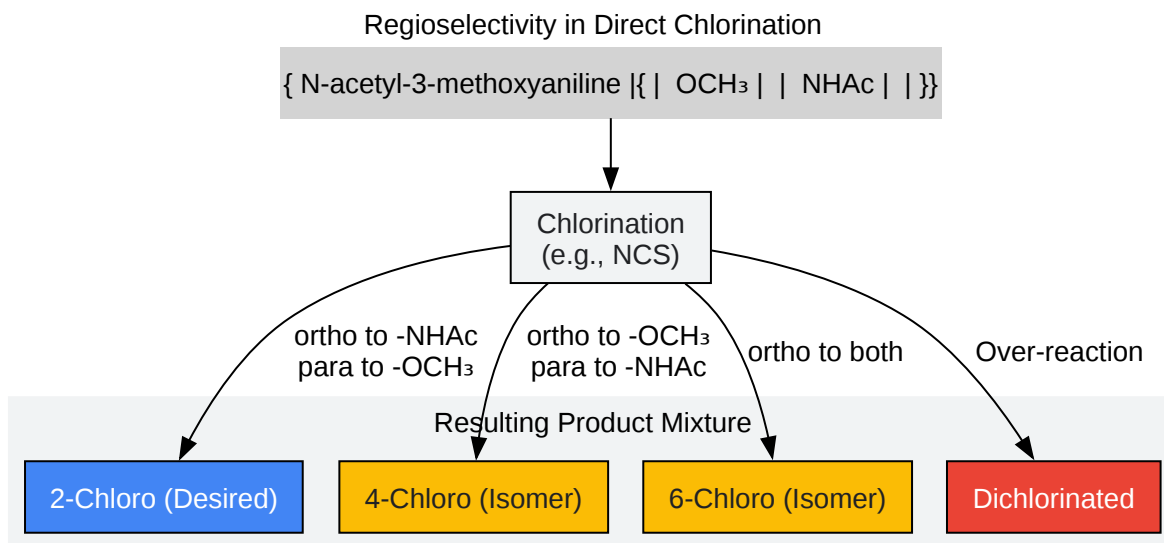 Regioselectivity in Direct Chlorination
{ N-acetyl-3-methoxyaniline |{ | OCH₃ | | NHAc | | }}
Chlorination
(e.g., NCS)
ortho to -NHAc
para to -OCH₃
ortho to -OCH₃
para to -NHAc
ortho to both
Over-reaction
Resulting Product Mixture
2-Chloro (Desired)
4-Chloro (Isomer)
6-Chloro (Isomer)
Dichlorinated